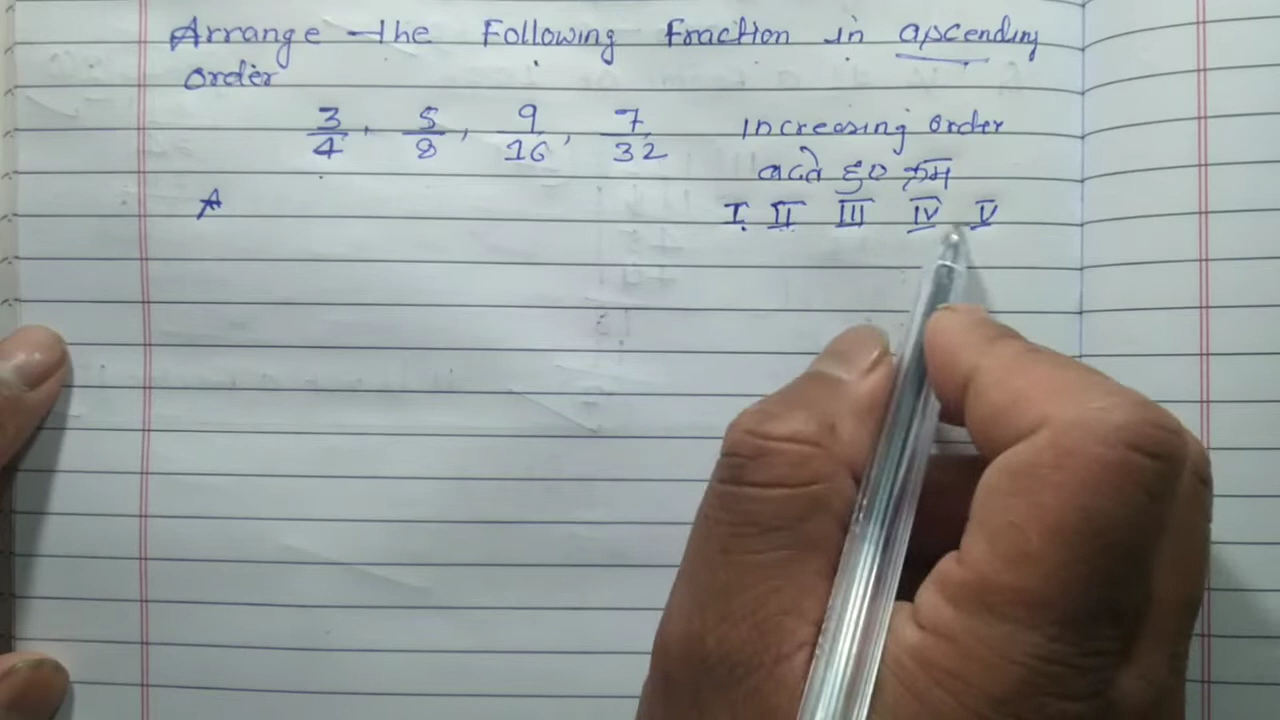 Arrange the Following Fraction in ascending
order
3/4, 5/8, 9/16, 7/32
Increasing order
बढते हुए क्रम
I II III IV V
A